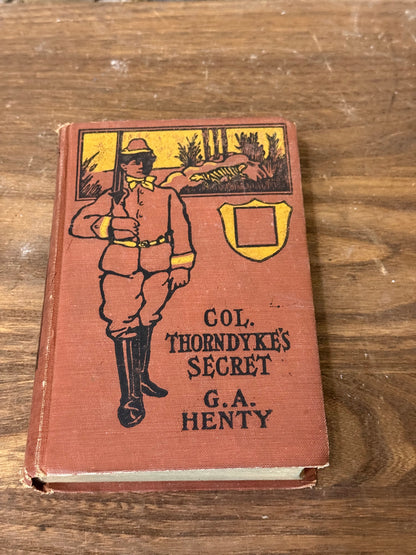 COL.
THORNDYKE'S
SECRET
G.A.
HENTY